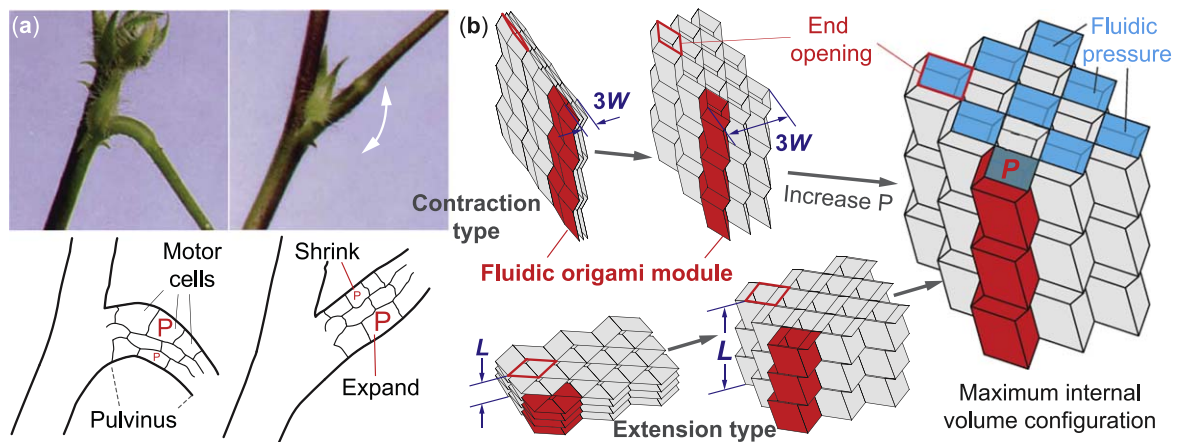 (a)
Motor
cells
P
P
Pulvinus
Shrink
P
P
Expand
(b)
3W
3W
End
opening
Fluidic
pressure
Contraction
type
Increase P
P
Fluidic origami module
L
L
Extension type
Maximum internal
volume configuration